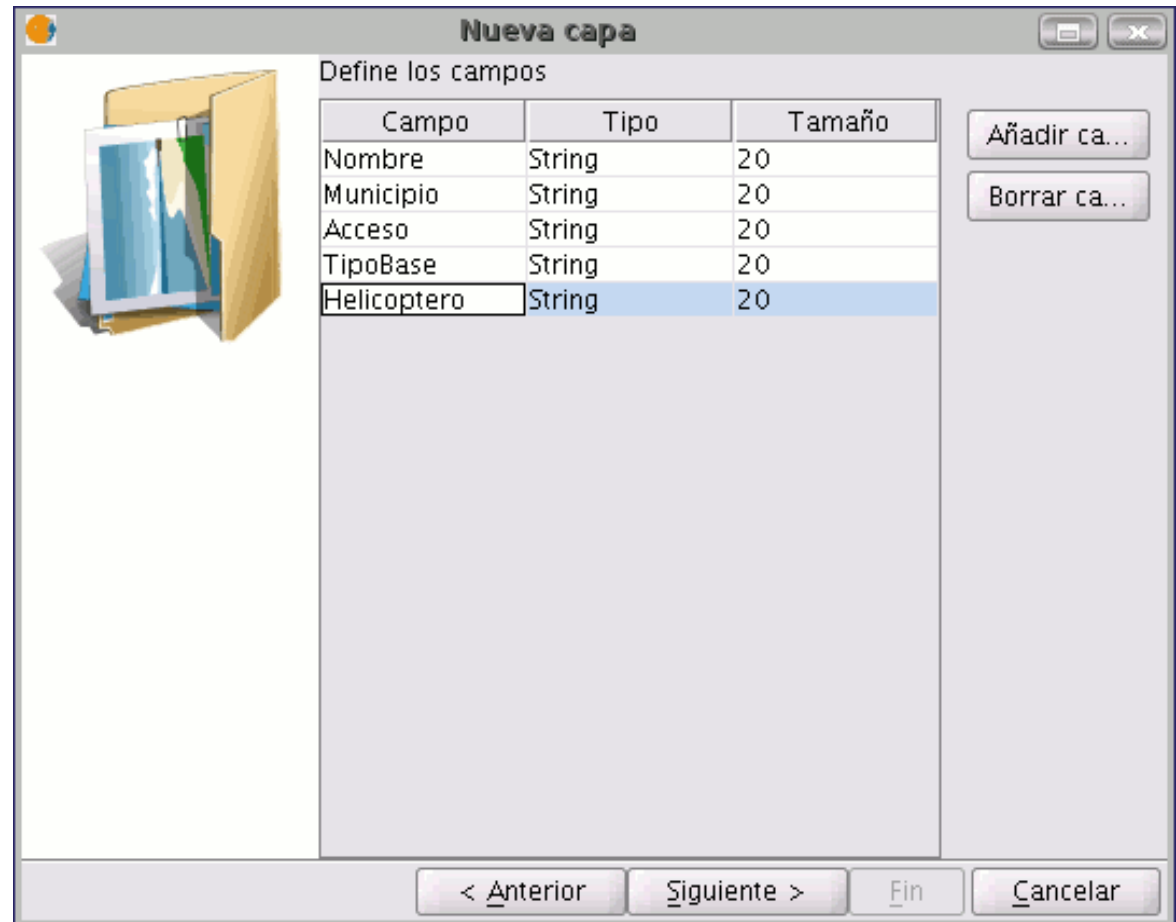 Nueva capa
Define los campos
Campo Tipo Tamaño
Nombre String 20
Municipio String 20
Acceso String 20
TipoBase String 20
Helicoptero String 20
Añadir ca...
Borrar ca...
< Anterior Siguiente > Fin Cancelar